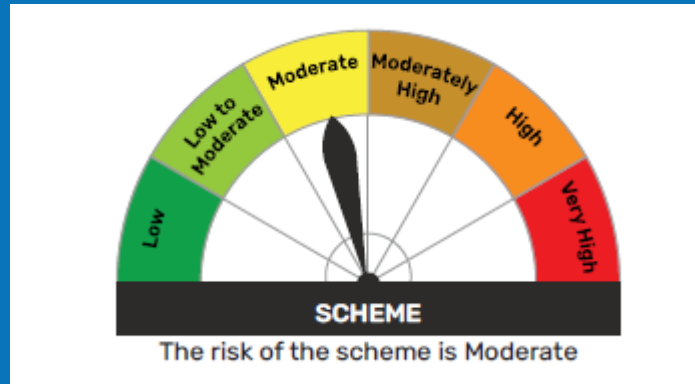 Low
Low to
Moderate
Moderate
Moderately
High
High
Very High
SCHEME
The risk of the scheme is Moderate